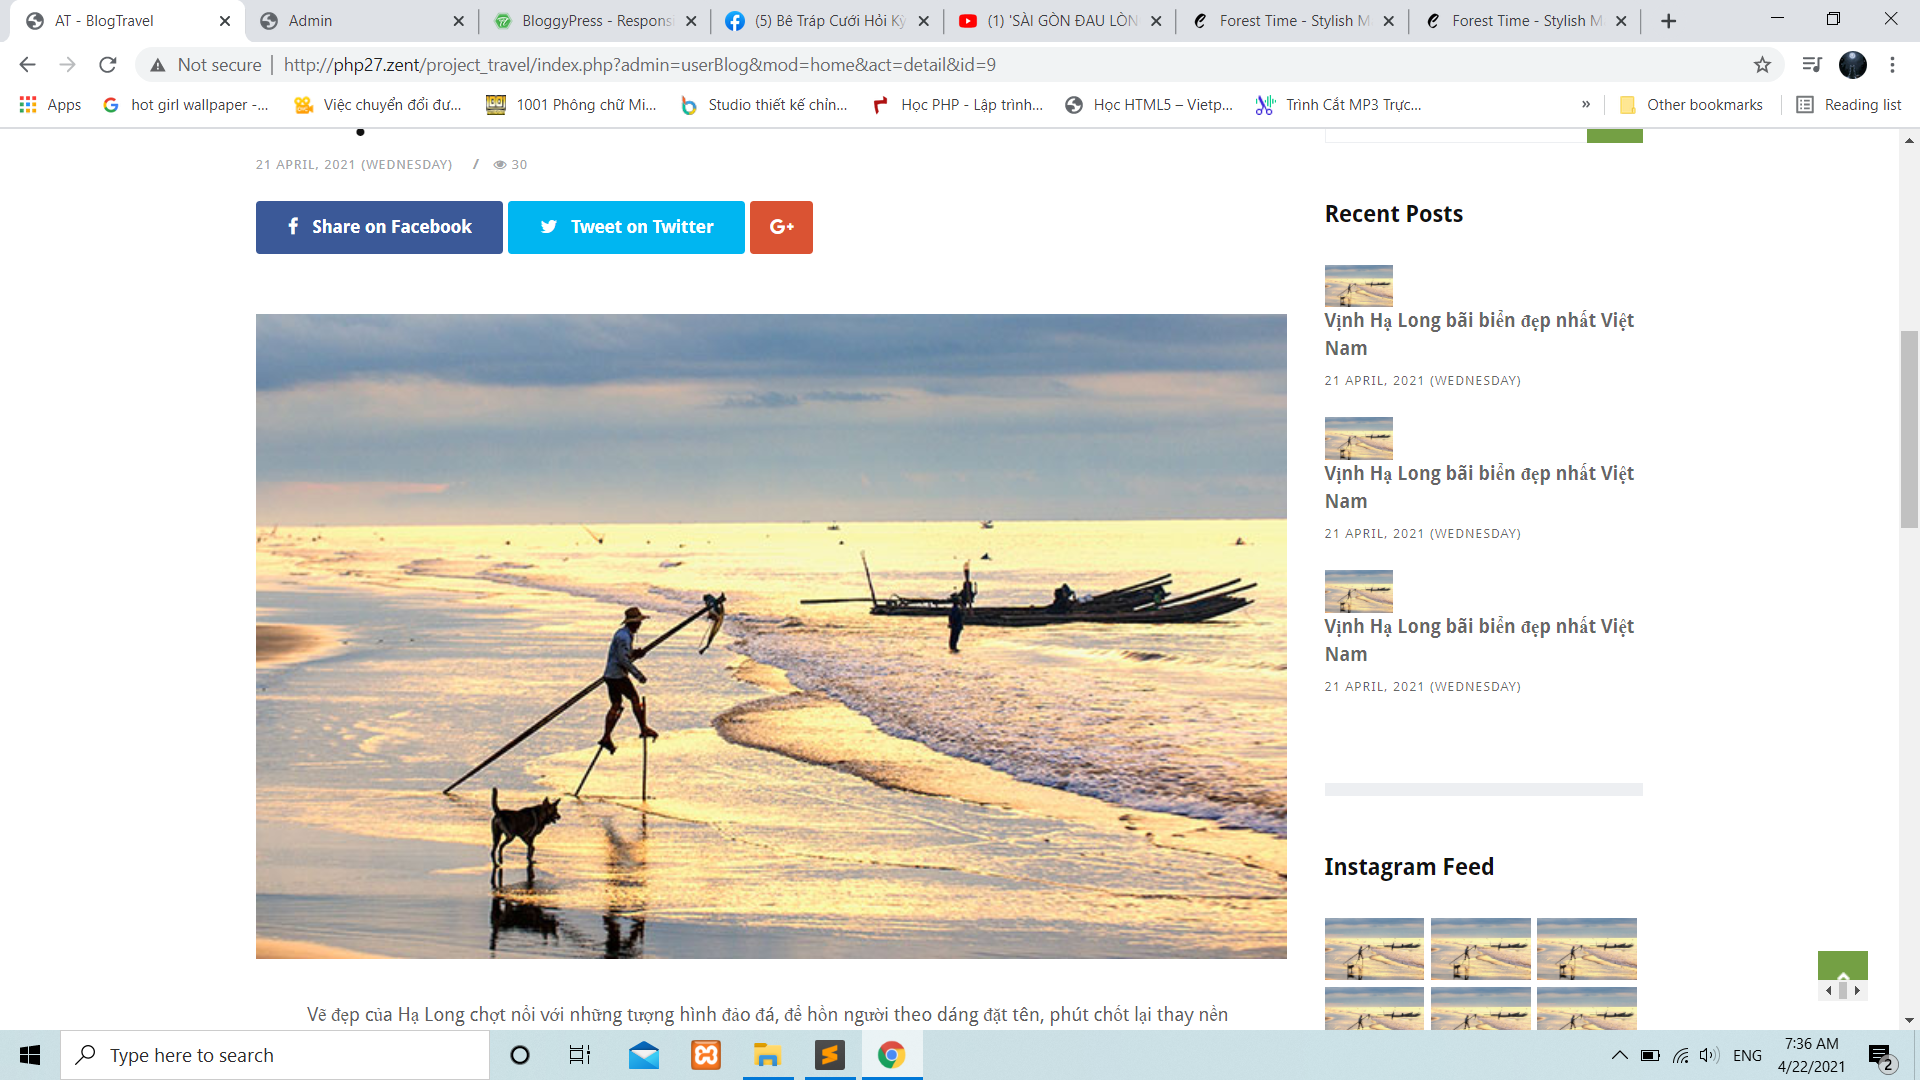 AT - BlogTravel
Admin
BloggyPress - Responsi
(5) Bê Tráp Cưới Hỏi Kỷ
(1) 'SÀI GÒN ĐAU LÒN
Forest Time - Stylish M
Forest Time - Stylish M
Not secure
http://php27.zent/project_travel/index.php?admin=userBlog&mod=home&act=detail&id=9
Apps
hot girl wallpaper -...
Việc chuyển đổi dư...
1001 Phông chữ Mi...
Studio thiết kế chỉn...
Học PHP - Lập trình...
Học HTML5 – Vietp...
Trình Cắt MP3 Trực...
»
Other bookmarks
Reading list
21 APRIL, 2021 (WEDNESDAY) / 30
Share on Facebook
Tweet on Twitter
G+
Vẽ đẹp của Hạ Long chợt nổi với những tượng hình đảo đá, để hồn người theo dáng đặt tên, phút chốt lại thay nền
Recent Posts
Vịnh Hạ Long bãi biển đẹp nhất Việt
Nam
21 APRIL, 2021 (WEDNESDAY)
Vịnh Hạ Long bãi biển đẹp nhất Việt
Nam
21 APRIL, 2021 (WEDNESDAY)
Vịnh Hạ Long bãi biển đẹp nhất Việt
Nam
21 APRIL, 2021 (WEDNESDAY)
Instagram Feed
Type here to search
ENG
7:36 AM
4/22/2021
2